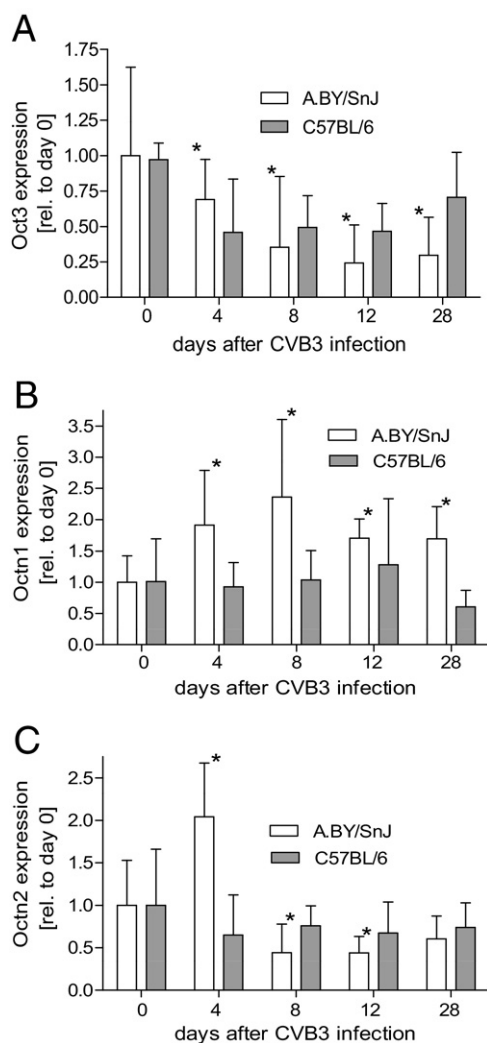 A
Oct3 expression
[rel. to day 0]
1.75
1.50
1.25
1.00
0.75
0.50
0.25
0.00
A.BY/SnJ
C57BL/6
* * * *
0 4 8 12 28
days after CVB3 infection
B
Octn1 expression
[rel. to day 0]
3.5
3.0
2.5
2.0
1.5
1.0
0.5
0.0
A.BY/SnJ
C57BL/6
* * * *
0 4 8 12 28
days after CVB3 infection
C
Octn2 expression
[rel. to day 0]
2.5
2.0
1.5
1.0
0.5
0.0
A.BY/SnJ
C57BL/6
* * *
0 4 8 12 28
days after CVB3 infection